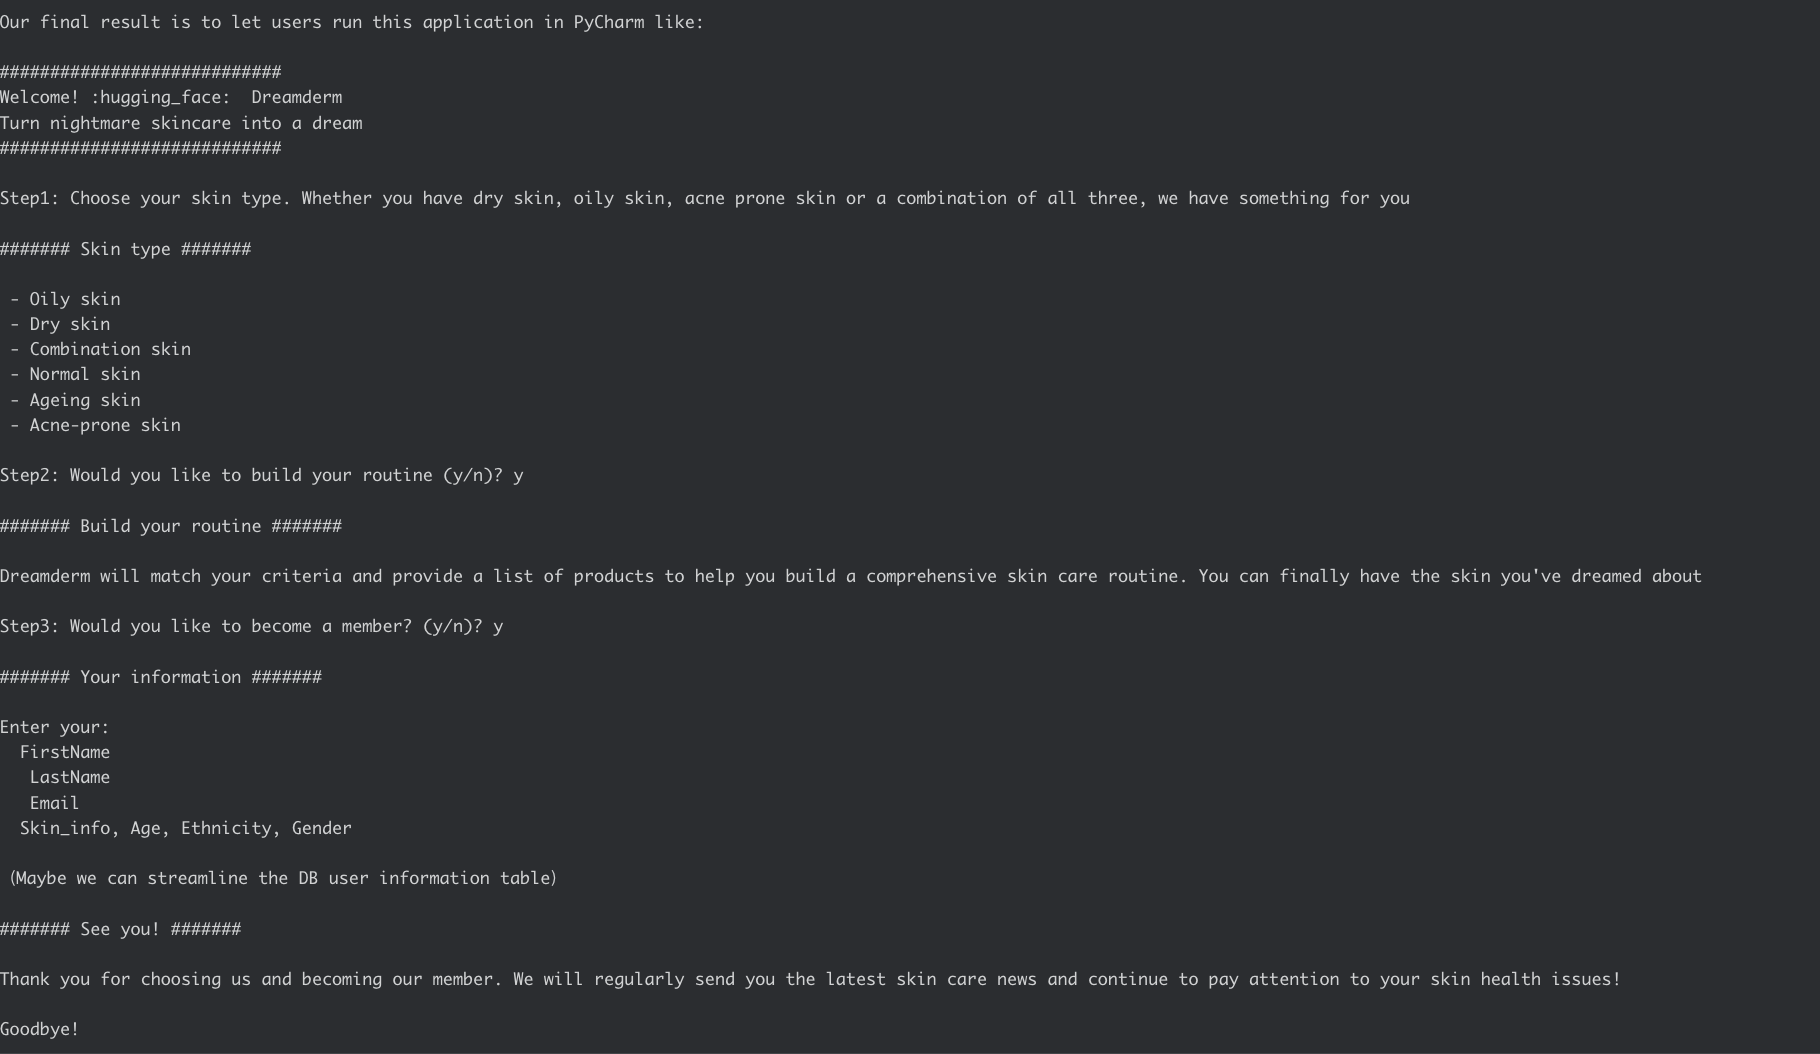 Our final result is to let users run this application in PyCharm like:
############################
Welcome! :hugging_face:  Dreamderm
Turn nightmare skincare into a dream
############################
Step1: Choose your skin type. Whether you have dry skin, oily skin, acne prone skin or a combination of all three, we have something for you
####### Skin type #######
- Oily skin
- Dry skin
- Combination skin
- Normal skin
- Ageing skin
- Acne-prone skin
Step2: Would you like to build your routine (y/n)? y
####### Build your routine #######
Dreamderm will match your criteria and provide a list of products to help you build a comprehensive skin care routine. You can finally have the skin you've dreamed about
Step3: Would you like to become a member? (y/n)? y
####### Your information #######
Enter your:
FirstName
LastName
Email
Skin_info, Age, Ethnicity, Gender
(Maybe we can streamline the DB user information table)
####### See you! #######
Thank you for choosing us and becoming our member. We will regularly send you the latest skin care news and continue to pay attention to your skin health issues!
Goodbye!